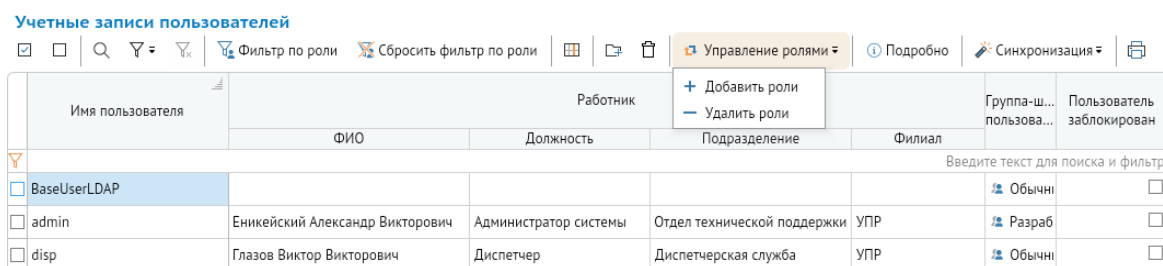 Учетные записи пользователей
Фильтр по роли Сбросить фильтр по роли Управление ролями Подробно Синхронизация
Добавить роли
Удалить роли
Имя пользователя Работник Группа-ш... пользова... Пользователь заблокирован
ФИО Должность Подразделение Филиал
Введите текст для поиска и фильтр
BaseUserLDAP Обычн
admin Еникейский Александр Викторович Администратор системы Отдел технической поддержки УПР Разраб
disp Глазов Виктор Викторович Диспетчер Диспетчерская служба УПР Обычн